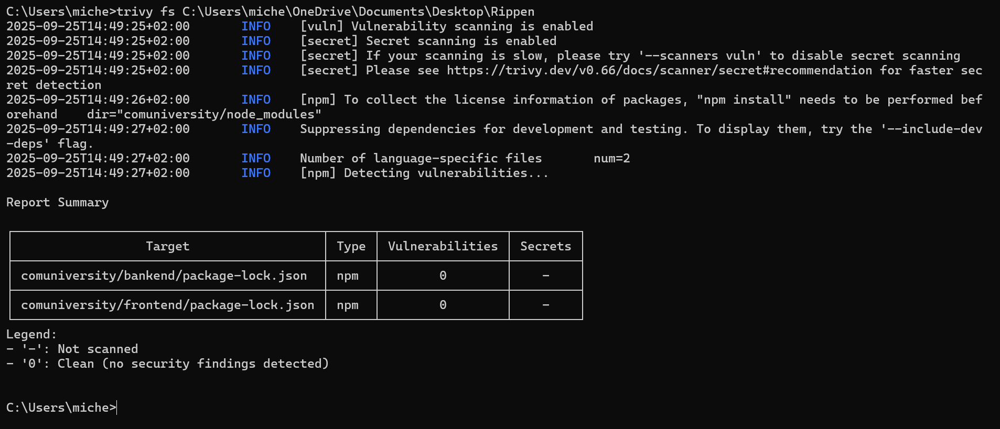 C:\Users\miche>trivy fs C:\Users\miche\OneDrive\Documents\Desktop\Rippen
2025-09-25T14:49:25+02:00       INFO    [vuln] Vulnerability scanning is enabled
2025-09-25T14:49:25+02:00       INFO    [secret] Secret scanning is enabled
2025-09-25T14:49:25+02:00       INFO    [secret] If your scanning is slow, please try '--scanners vuln' to disable secret scanning
2025-09-25T14:49:25+02:00       INFO    [secret] Please see https://trivy.dev/v0.66/docs/scanner/secret#recommendation for faster sec
ret detection
2025-09-25T14:49:26+02:00       INFO    [npm] To collect the license information of packages, "npm install" needs to be performed bef
orehand    dir="comuniversity/node_modules"
2025-09-25T14:49:27+02:00       INFO    Suppressing dependencies for development and testing. To display them, try the '--include-dev
-deps' flag.
2025-09-25T14:49:27+02:00       INFO    Number of language-specific files       num=2
2025-09-25T14:49:27+02:00       INFO    [npm] Detecting vulnerabilities...
Report Summary
Target Type Vulnerabilities Secrets
comuniversity/bankend/package-lock.json npm 0 -
comuniversity/frontend/package-lock.json npm 0 -
Legend:
- '-': Not scanned
- '0': Clean (no security findings detected)
C:\Users\miche>